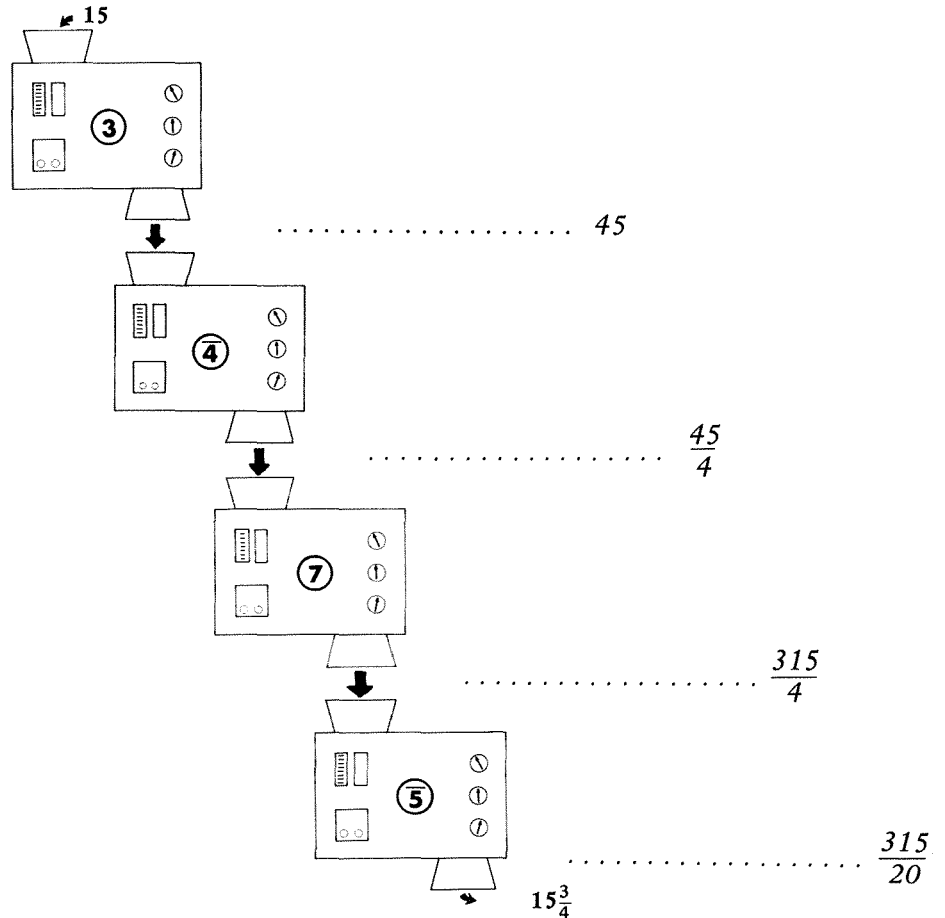 15
3
. . . . . . . . . . . . . . . . . . . 45
4̅
. . . . . . . . . . . . . . . . . . . 45/4
7
. . . . . . . . . . . . . . . . . . . 315/4
5̅
. . . . . . . . . . . . . . . . . . . 315/20
15 3/4